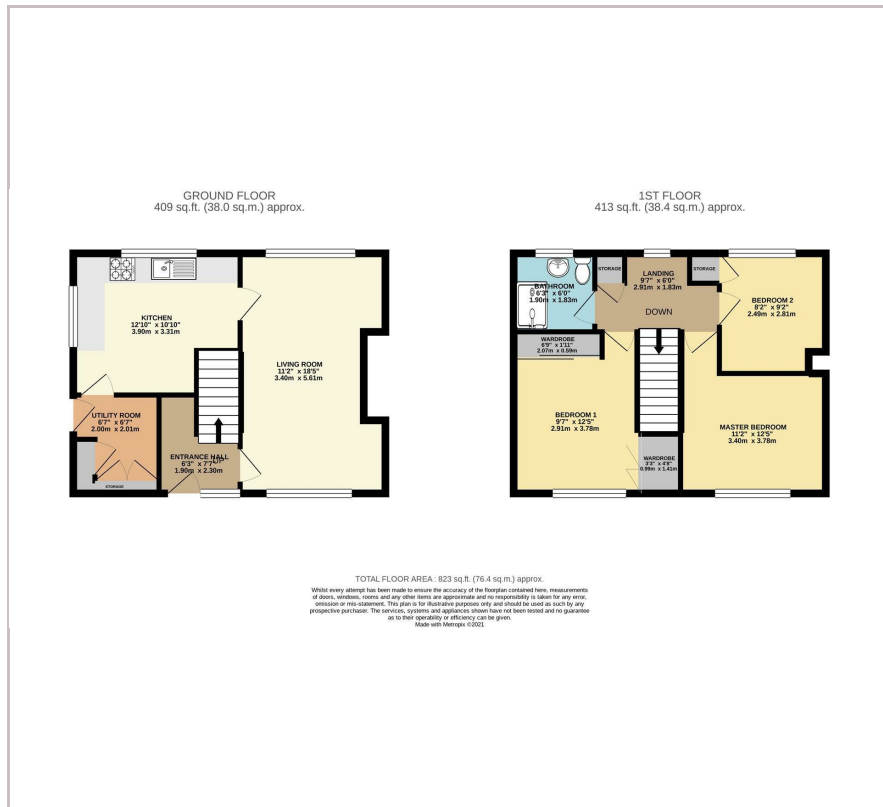 GROUND FLOOR
409 sq.ft. (38.0 sq.m.) approx.
KITCHEN
12'10" x 10'10"
3.90m x 3.31m
LIVING ROOM
11'2" x 18'5"
3.40m x 5.61m
UTILITY ROOM
6'7" x 6'7"
2.00m x 2.01m
STORAGE
ENTRANCE HALL
6'3" x 7'7"
1.90m x 2.30m
UP
1ST FLOOR
413 sq.ft. (38.4 sq.m.) approx.
BATHROOM
6'3" x 6'0"
1.90m x 1.83m
STORAGE
LANDING
9'7" x 6'0"
2.91m x 1.83m
DOWN
STORAGE
BEDROOM 2
8'2" x 9'2"
2.49m x 2.81m
WARDROBE
6'9" x 1'11"
2.07m x 0.59m
BEDROOM 1
9'7" x 12'5"
2.91m x 3.78m
WARDROBE
3'3" x 4'8"
0.99m x 1.41m
MASTER BEDROOM
11'2" x 12'5"
3.40m x 3.78m
TOTAL FLOOR AREA : 823 sq.ft. (76.4 sq.m.) approx.
Whilst every attempt has been made to ensure the accuracy of the floorplan contained here, measurements
of doors, windows, rooms and any other items are approximate and no responsibility is taken for any error,
omission or mis-statement. This plan is for illustrative purposes only and should be used as such by any
prospective purchaser. The services, systems and appliances shown have not been tested and no guarantee
as to their operability or efficiency can be given.
Made with Metropix ©2021